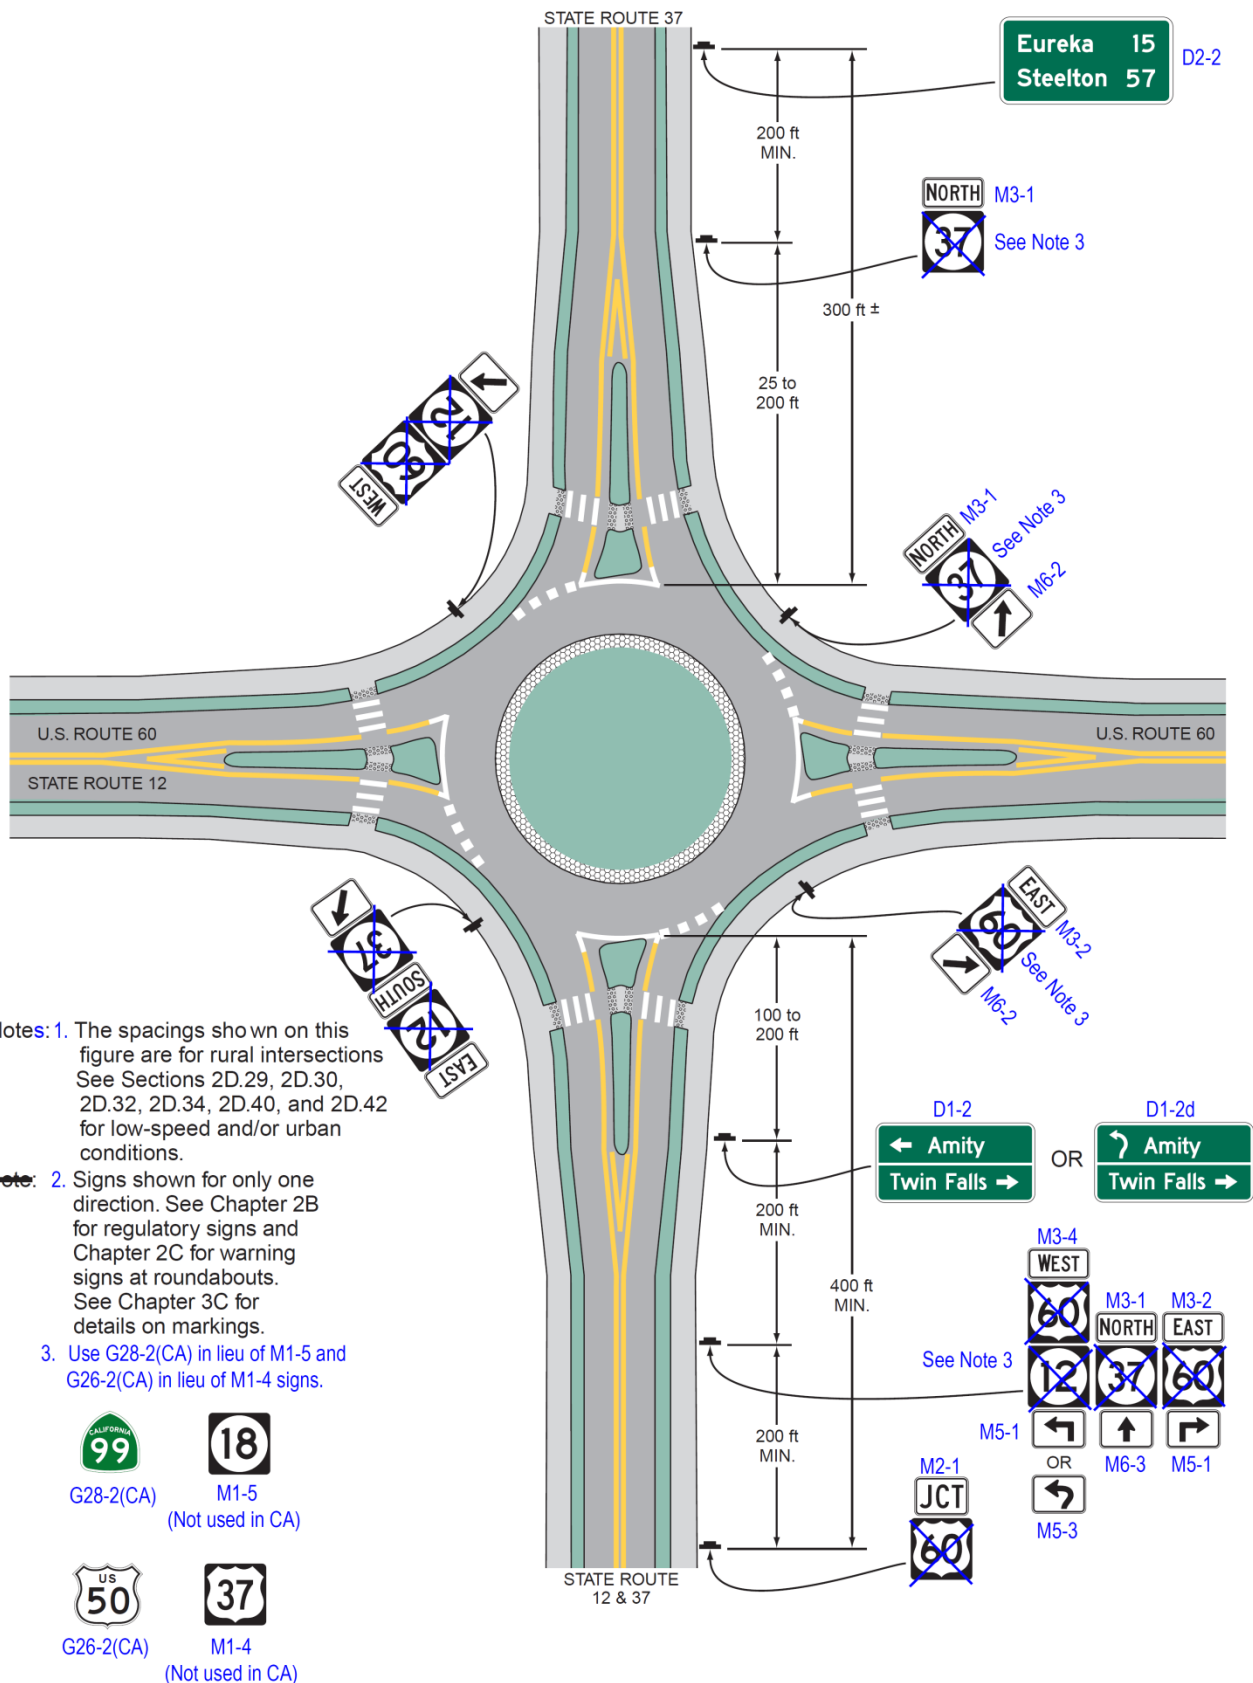 STATE ROUTE 37
Eureka 15
Steelton 57
D2-2
200 ft
MIN.
NORTH
M3-1
37
See Note 3
300 ft ±
25 to
200 ft
12
60
WEST
NORTH
M3-1
37
See Note 3
M6-2
U.S. ROUTE 60
STATE ROUTE 12
U.S. ROUTE 60
37
SOUTH
12
EAST
EAST
M3-2
60
See Note 3
M6-2
otes: 1. The spacings shown on this
figure are for rural intersections
See Sections 2D.29, 2D.30,
2D.32, 2D.34, 2D.40, and 2D.42
for low-speed and/or urban
conditions.
ote: 2. Signs shown for only one
direction. See Chapter 2B
for regulatory signs and
Chapter 2C for warning
signs at roundabouts.
See Chapter 3C for
details on markings.
3. Use G28-2(CA) in lieu of M1-5 and
G26-2(CA) in lieu of M1-4 signs.
100 to
200 ft
D1-2
Amity
Twin Falls
OR
D1-2d
Amity
Twin Falls
200 ft
MIN.
400 ft
MIN.
M3-4
WEST
60
M3-1
NORTH
M3-2
EAST
See Note 3
12
37
60
M5-1
OR
M6-3
M5-1
M5-3
200 ft
MIN.
M2-1
JCT
60
STATE ROUTE
12 & 37
CALIFORNIA
99
18
G28-2(CA)
M1-5
(Not used in CA)
US
50
37
G26-2(CA)
M1-4
(Not used in CA)